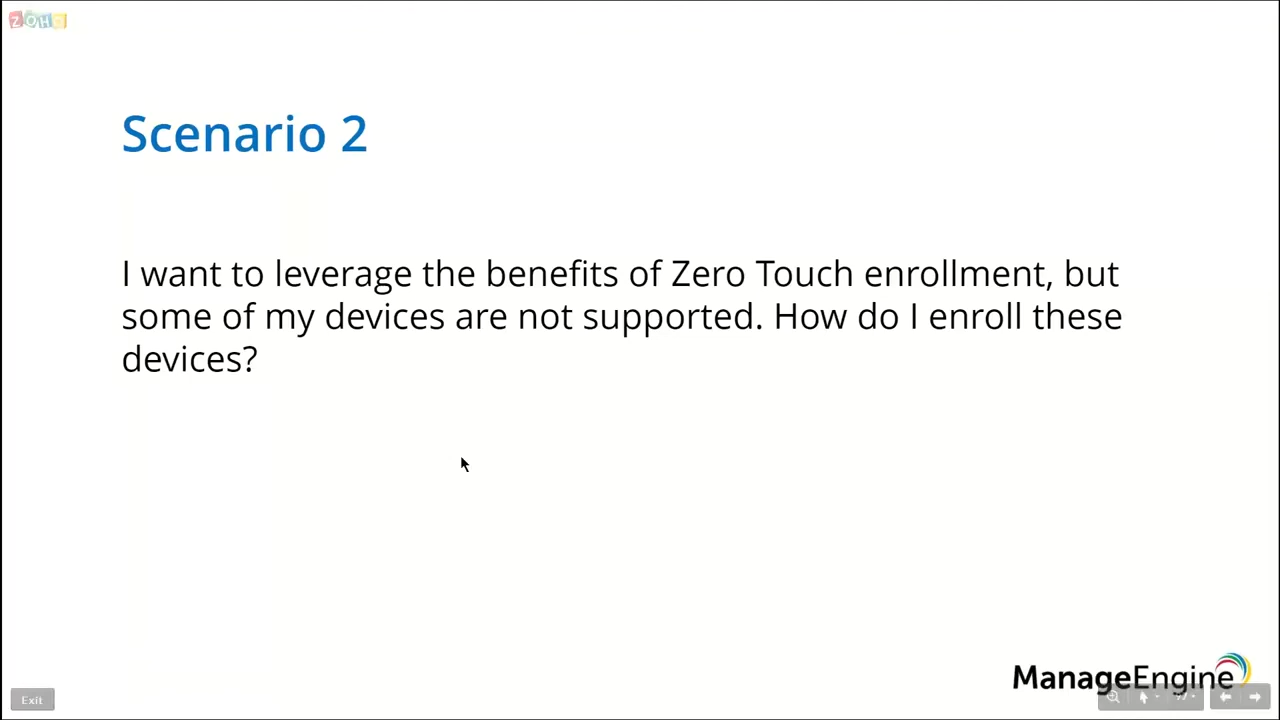 ZOHO
Scenario 2
I want to leverage the benefits of Zero Touch enrollment, but
some of my devices are not supported. How do I enroll these
devices?
ManageEngine
Exit